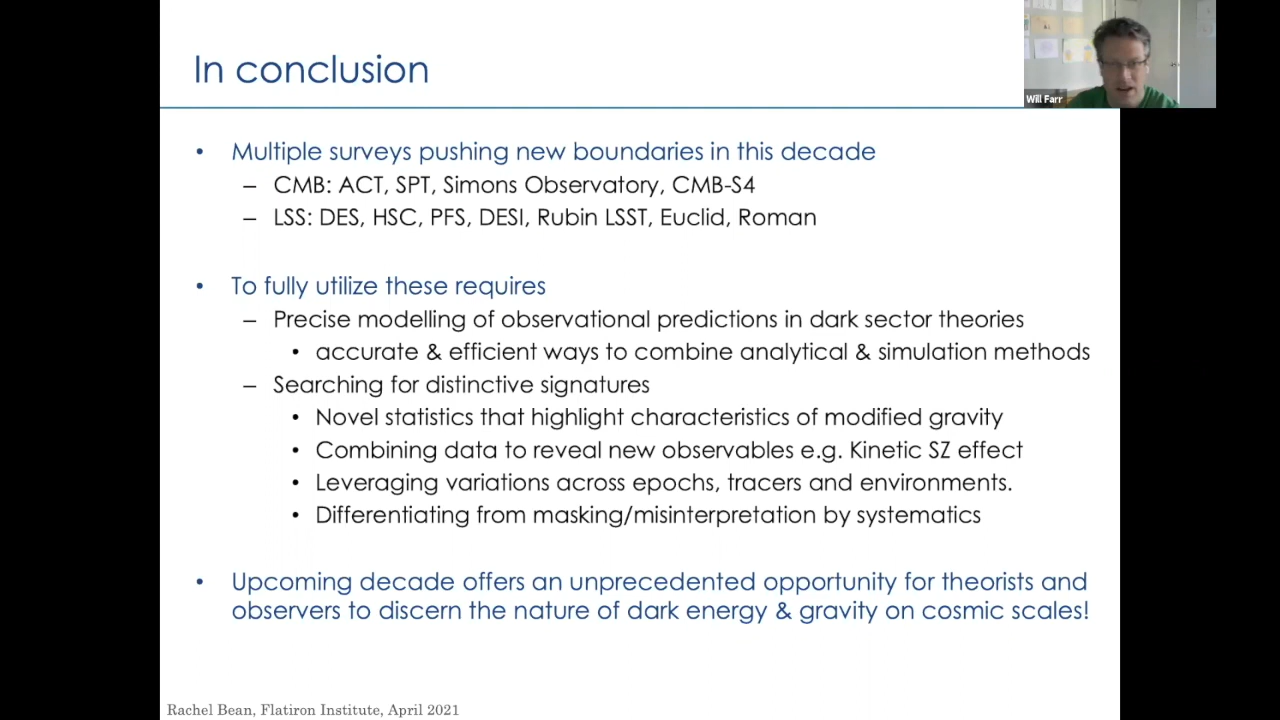 In conclusion
Will Farr
• Multiple surveys pushing new boundaries in this decade
– CMB: ACT, SPT, Simons Observatory, CMB-S4
– LSS: DES, HSC, PFS, DESI, Rubin LSST, Euclid, Roman
• To fully utilize these requires
– Precise modelling of observational predictions in dark sector theories
• accurate & efficient ways to combine analytical & simulation methods
– Searching for distinctive signatures
• Novel statistics that highlight characteristics of modified gravity
• Combining data to reveal new observables e.g. Kinetic SZ effect
• Leveraging variations across epochs, tracers and environments.
• Differentiating from masking/misinterpretation by systematics
• Upcoming decade offers an unprecedented opportunity for theorists and
observers to discern the nature of dark energy & gravity on cosmic scales!
Rachel Bean, Flatiron Institute, April 2021